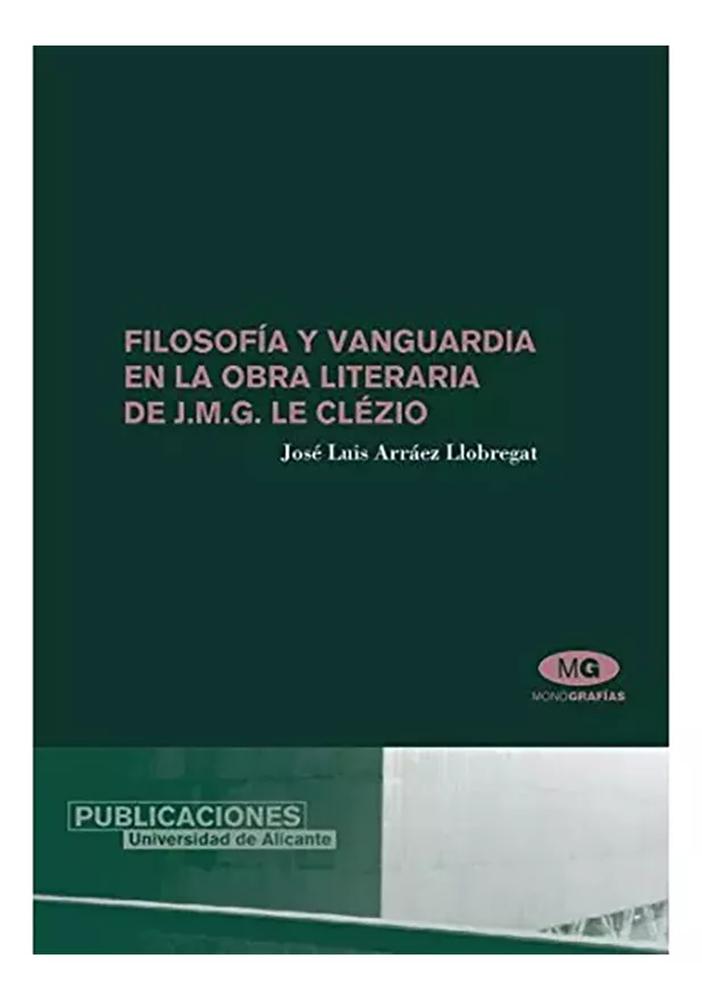 FILOSOFÍA Y VANGUARDIA
EN LA OBRA LITERARIA
DE J.M.G. LE CLÉZIO
José Luis Arráez Llobregat
MG
MONOGRAFÍAS
PUBLICACIONES
Universidad de Alicante